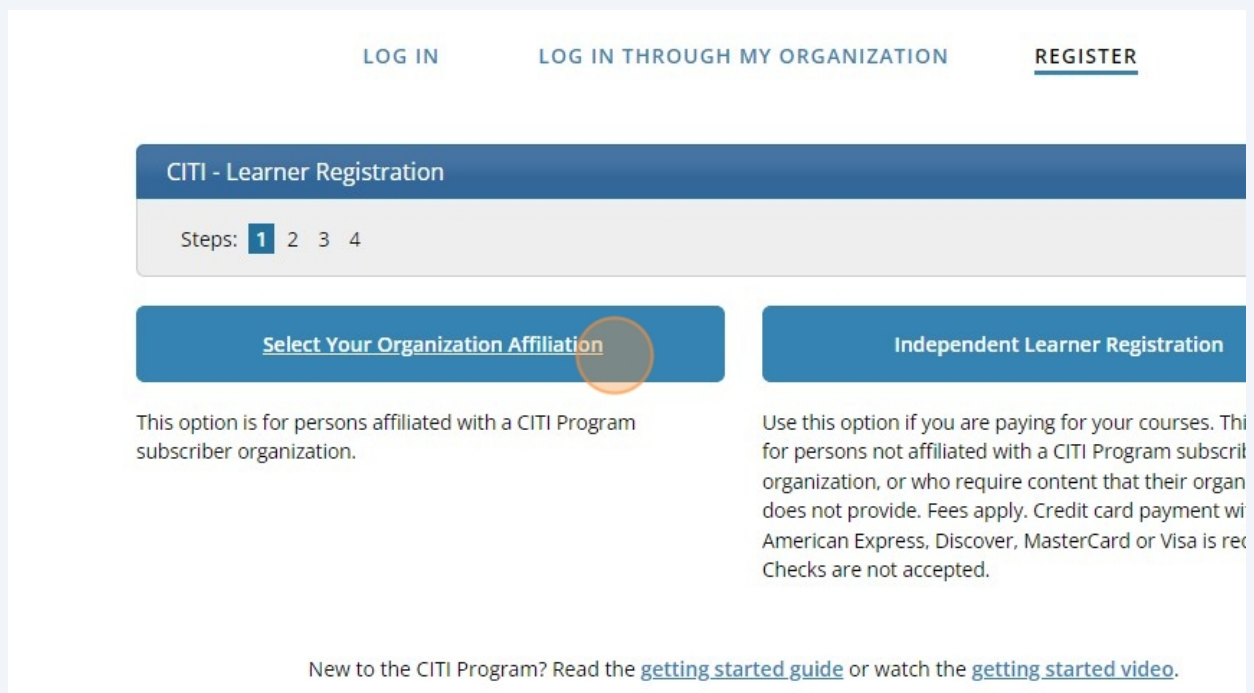 LOG IN LOG IN THROUGH MY ORGANIZATION REGISTER
CITI - Learner Registration
Steps: 1 2 3 4
Select Your Organization Affiliation
This option is for persons affiliated with a CITI Program
subscriber organization.
Independent Learner Registration
Use this option if you are paying for your courses.
for persons not affiliated with a CITI Program
organization, or who require content that their
does not provide. Fees apply. Credit card payment
American Express, Discover, MasterCard or Visa is
Checks are not accepted.
New to the CITI Program? Read the getting started guide or watch the getting started video.